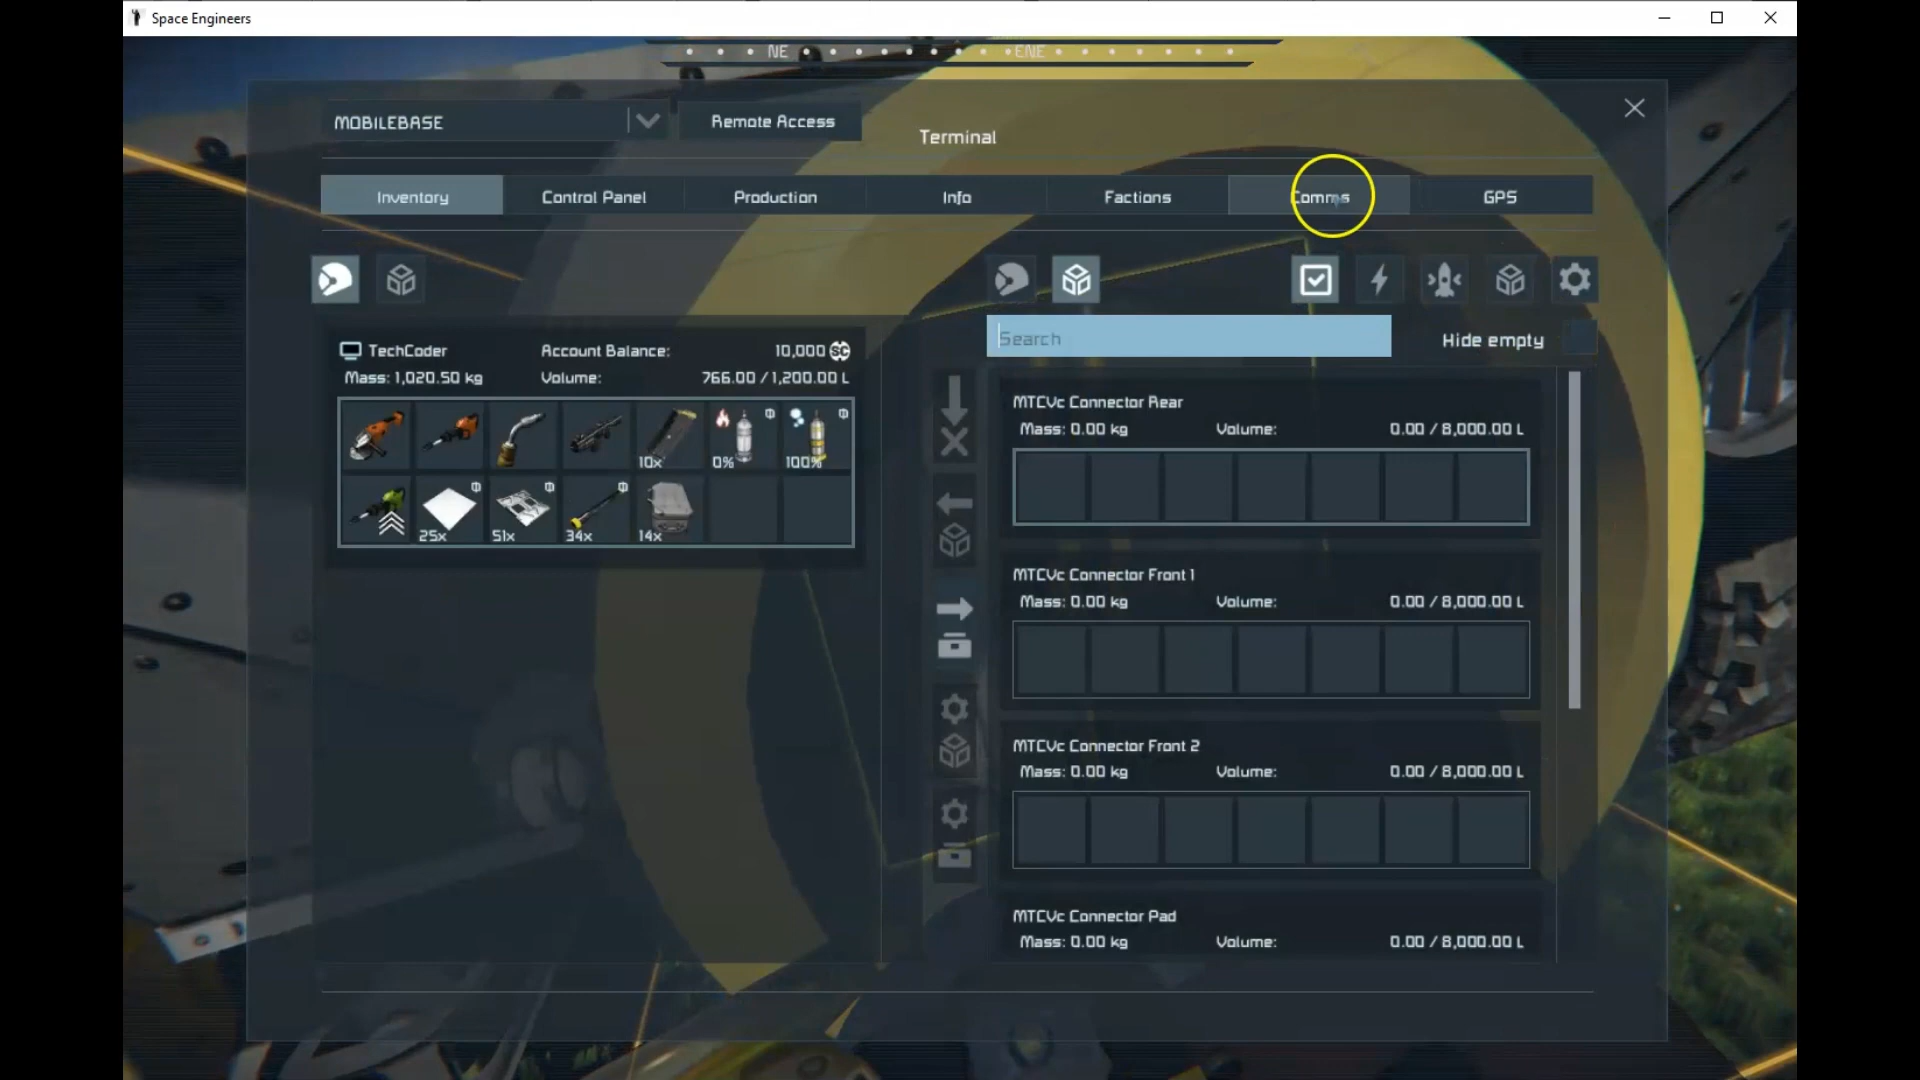 Space Engineers
NE
ENE
MOBILEBASE
Remote Access
Terminal
Inventory
Control Panel
Production
Info
Factions
Comms
GPS
Search
Hide empty
TechCoder
Account Balance:
10,000 SC
Mass: 1,020.50 kg
Volume:
766.00 / 1,200.00 L
10x
0%
100%
25x
51x
34x
14x
MTCVc Connector Rear
Mass: 0.00 kg
Volume:
0.00 / 8,000.00 L
MTCVc Connector Front 1
Mass: 0.00 kg
Volume:
0.00 / 8,000.00 L
MTCVc Connector Front 2
Mass: 0.00 kg
Volume:
0.00 / 8,000.00 L
MTCVc Connector Pad
Mass: 0.00 kg
Volume:
0.00 / 8,000.00 L